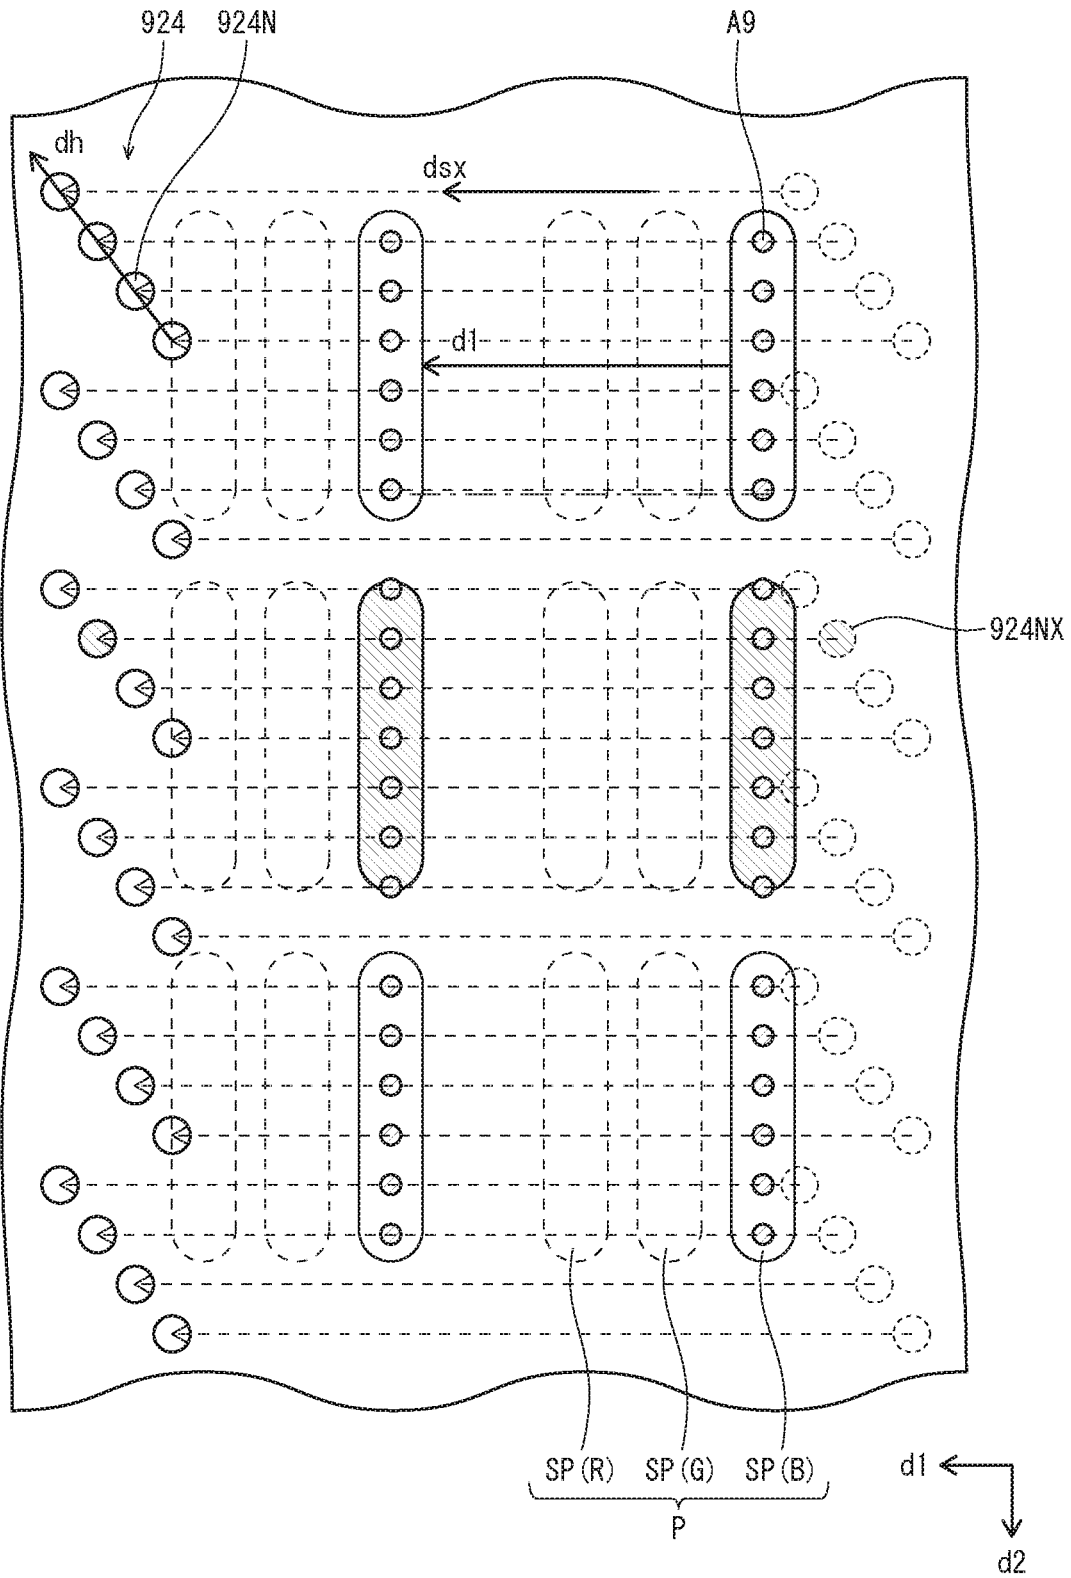 924 924N A9
dh
dsx
d1
924NX
SP(R) SP(G) SP(B)
P
d1
d2